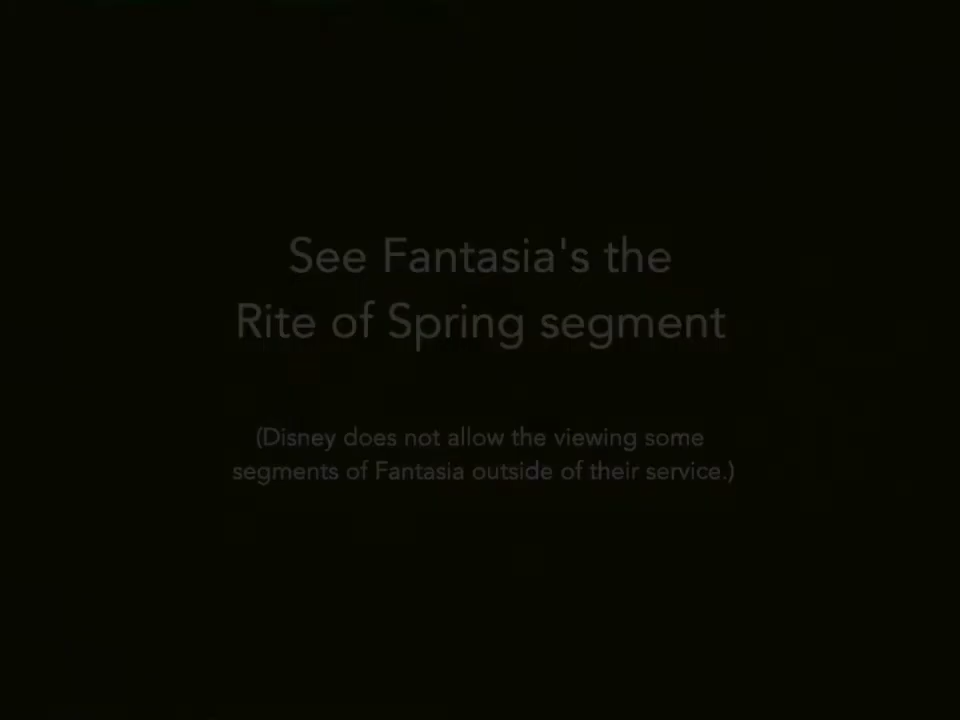 See Fantasia's the
Rite of Spring segment
(Disney does not allow the viewing some
segments of Fantasia outside of their service.)